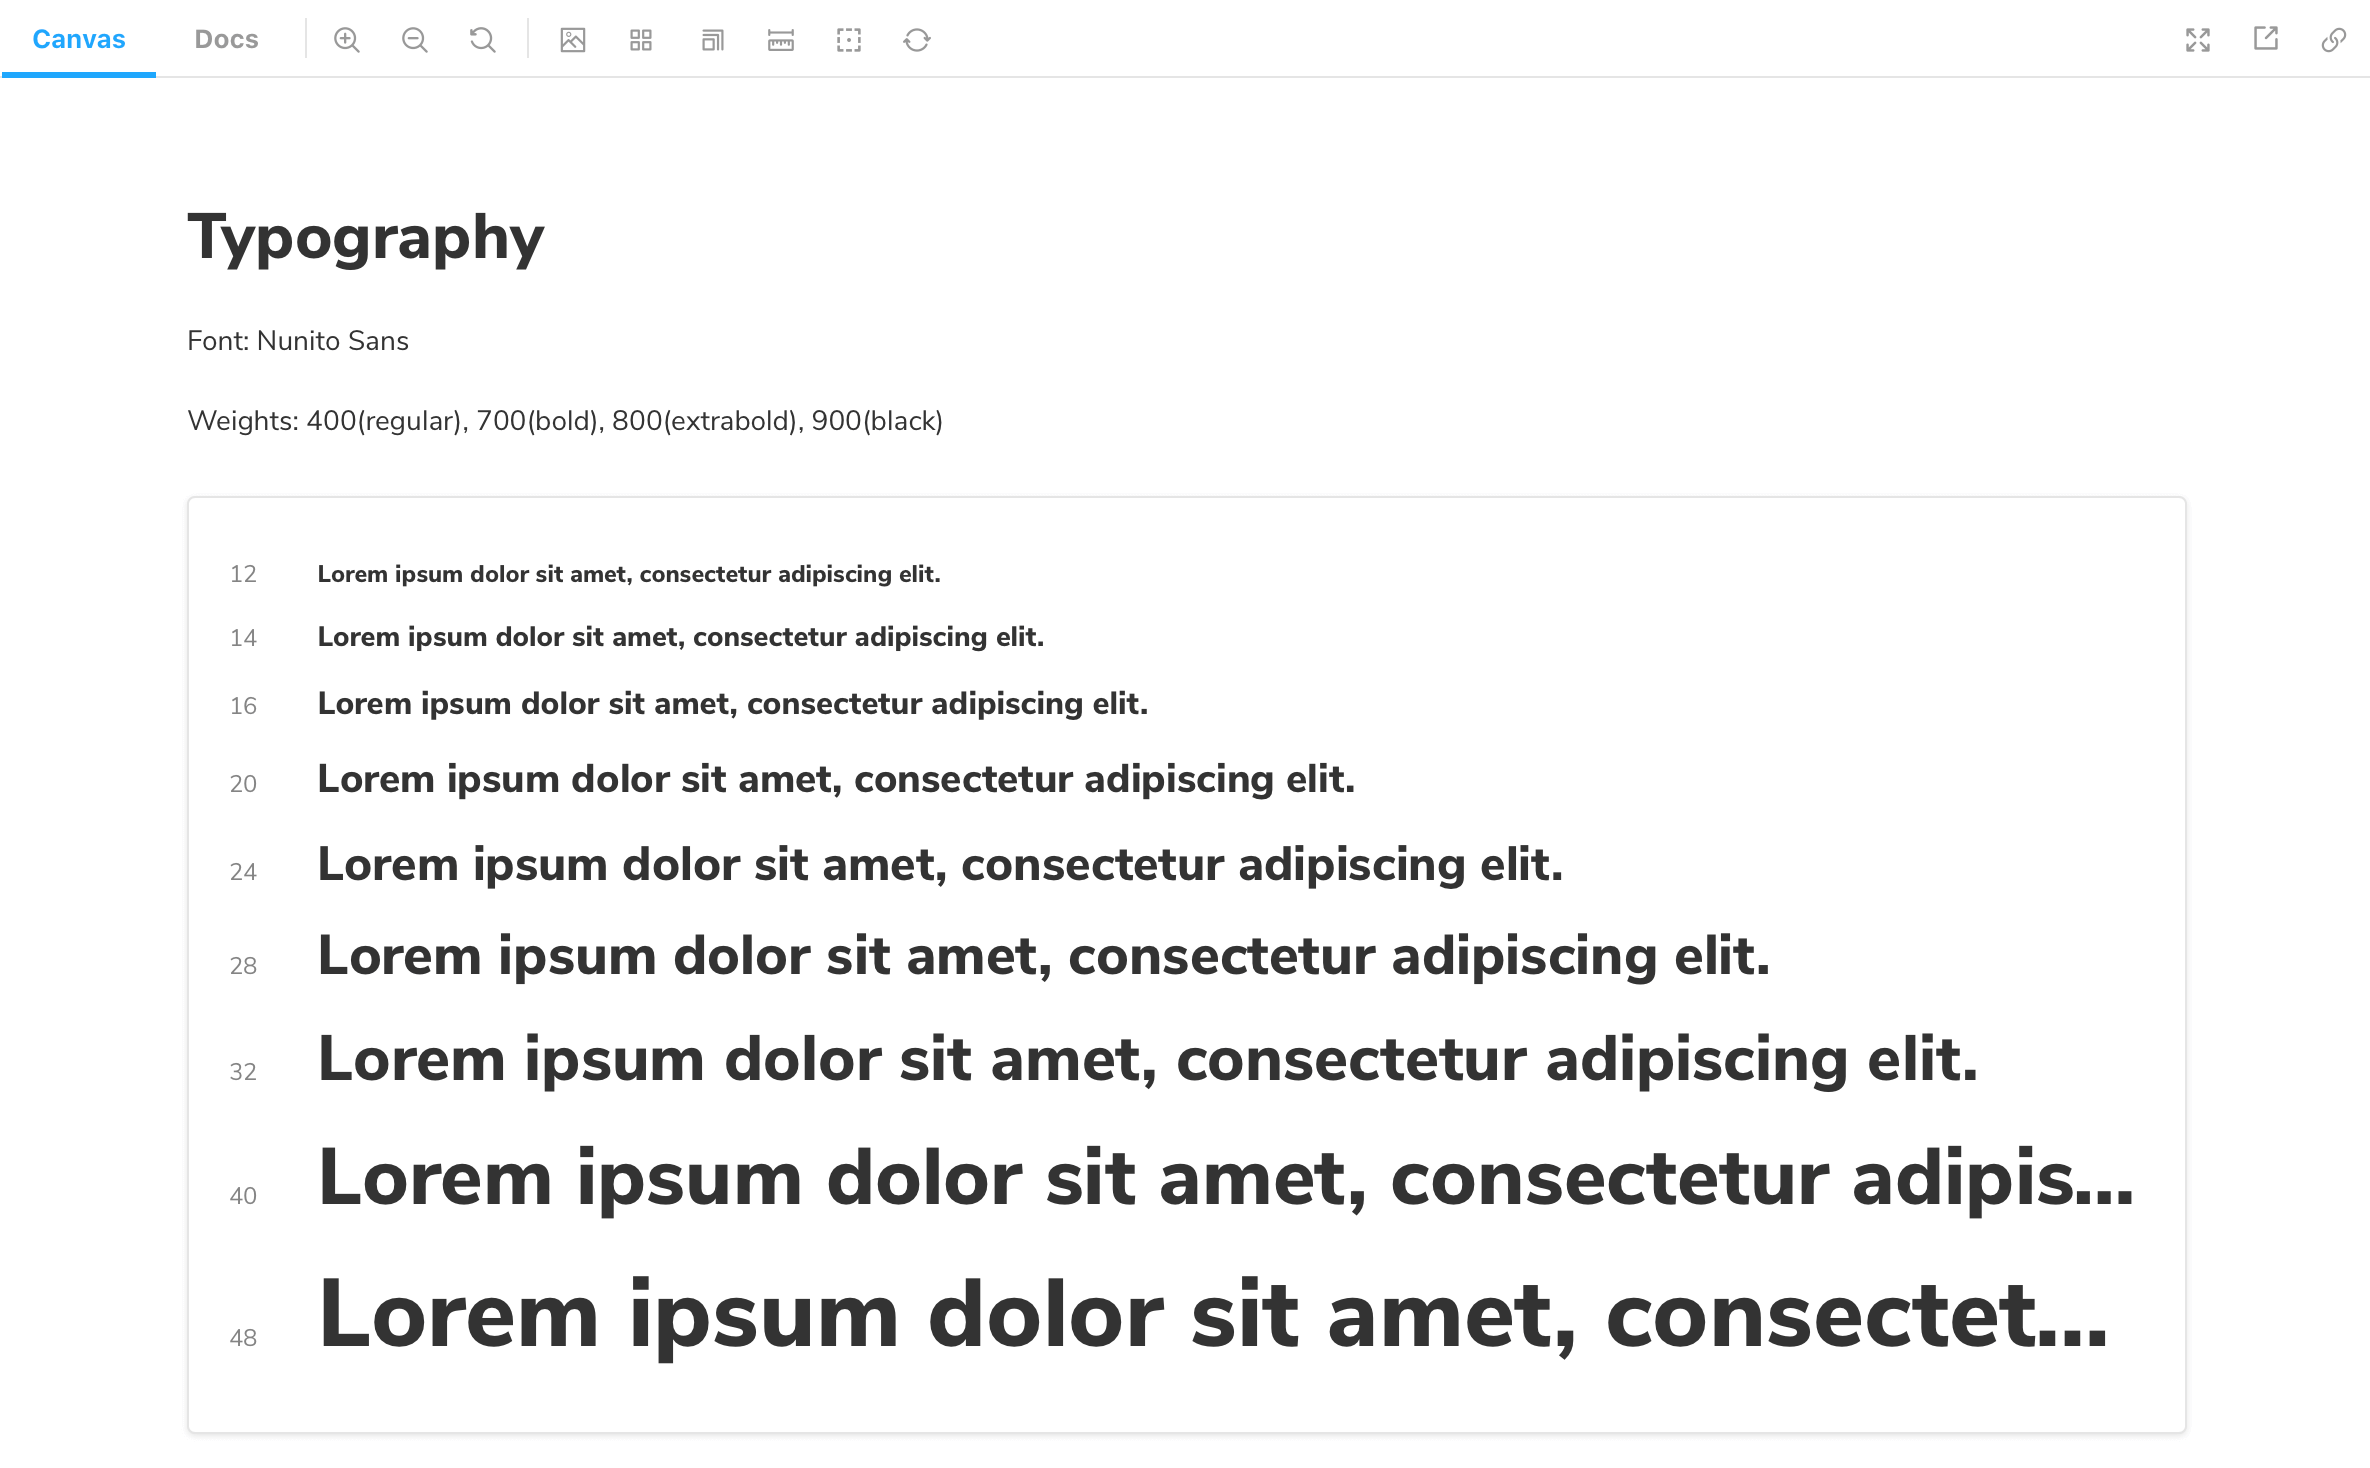 Canvas Docs
Typography
Font: Nunito Sans
Weights: 400(regular), 700(bold), 800(extrabold), 900(black)
12 Lorem ipsum dolor sit amet, consectetur adipiscing elit.
14 Lorem ipsum dolor sit amet, consectetur adipiscing elit.
16 Lorem ipsum dolor sit amet, consectetur adipiscing elit.
20 Lorem ipsum dolor sit amet, consectetur adipiscing elit.
24 Lorem ipsum dolor sit amet, consectetur adipiscing elit.
28 Lorem ipsum dolor sit amet, consectetur adipiscing elit.
32 Lorem ipsum dolor sit amet, consectetur adipiscing elit.
40 Lorem ipsum dolor sit amet, consectetur adipis...
48 Lorem ipsum dolor sit amet, consectet...